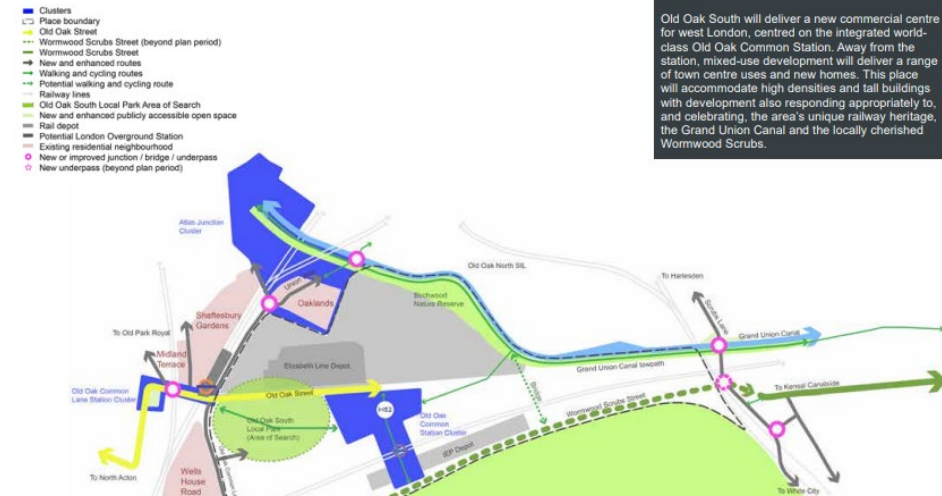 Clusters
Place boundary
Old Oak Street
Wormwood Scrubs Street (beyond plan period)
Wormwood Scrubs Street
New and enhanced routes
Walking and cycling routes
Potential walking and cycling route
Railway lines
Old Oak South Local Park Area of Search
New and enhanced publicly accessible open space
Rail depot
Potential London Overground Station
Existing residential neighbourhood
New or improved junction / bridge / underpass
New underpass (beyond plan period)
Old Oak South will deliver a new commercial centre
for west London, centred on the integrated world-
class Old Oak Common Station. Away from the
station, mixed-use development will deliver a range
of town centre uses and new homes. This place
will accommodate high densities and tall buildings
with development also responding appropriately to,
and celebrating, the area's unique railway heritage,
the Grand Union Canal and the locally cherished
Wormwood Scrubs.
Atlas Junction
Cluster
Old Oak North SIL
To Harlesden
Union
Oaklands
Birchwood
Nature Reserve
Shaftesbury
Gardens
Scrubs Lane
To Old Park Royal
Grand Union Canal
Midland
Terrace
Elizabeth Line Depot
Grand Union Canal towpath
Old Oak Common
Lane Station Cluster
Old Oak Street
To Kensal Canalside
Bridge
HS2
Wormwood Scrubs Street
Old Oak South
Local Park
(Area of Search)
Old Oak
Common
Station Cluster
IEP Depot
To North Acton
Wells
House
Road
To White City